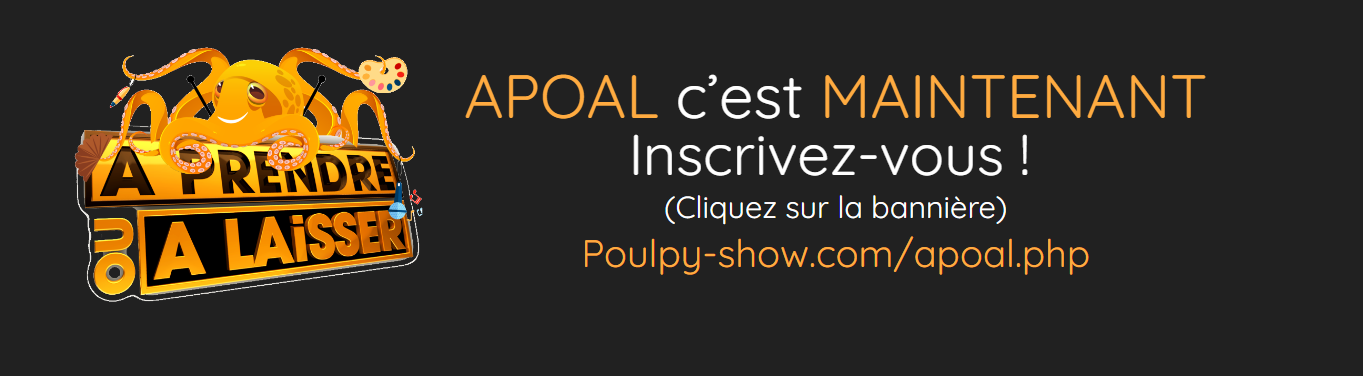 A PRENDRE
OU
A LAiSSER
APOAL c’est MAINTENANT
Inscrivez-vous !
(Cliquez sur la bannière)
Poulpy-show.com/apoal.php